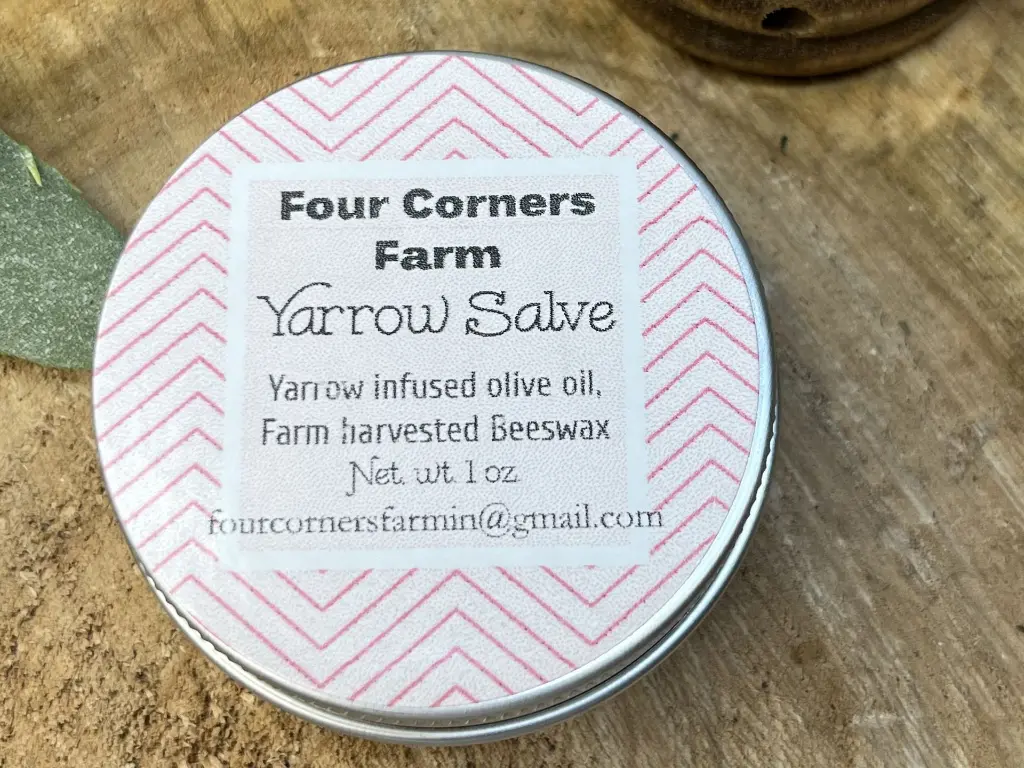 Four Corners
Farm
Yarrow Salve
Yarrow infused olive oil,
Farm harvested Beeswax
Net wt 1 oz
fourcornersfarmin@gmail.com